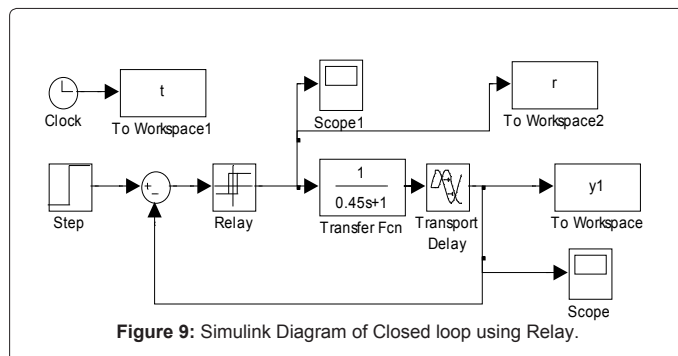 t
Clock
To Workspace1
Scope1
r
To Workspace2
+
−
Step
Relay
1
0.45s+1
Transfer Fcn
Transport
Delay
y1
To Workspace
Scope
Figure 9: Simulink Diagram of Closed loop using Relay.